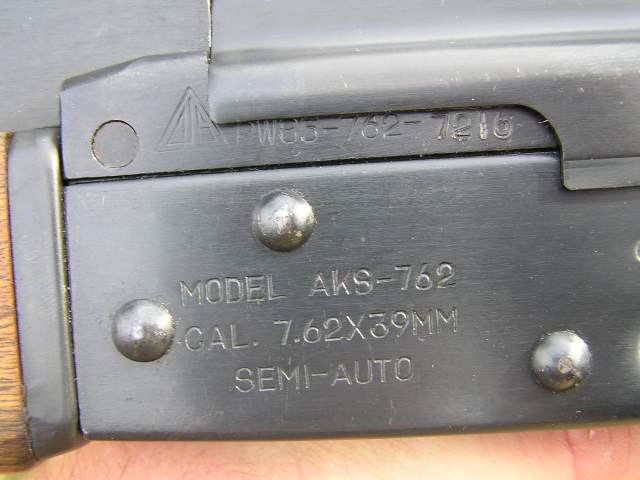 PW85-762-7216
MODEL AKS-762
CAL. 7.62X39MM
SEMI-AUTO